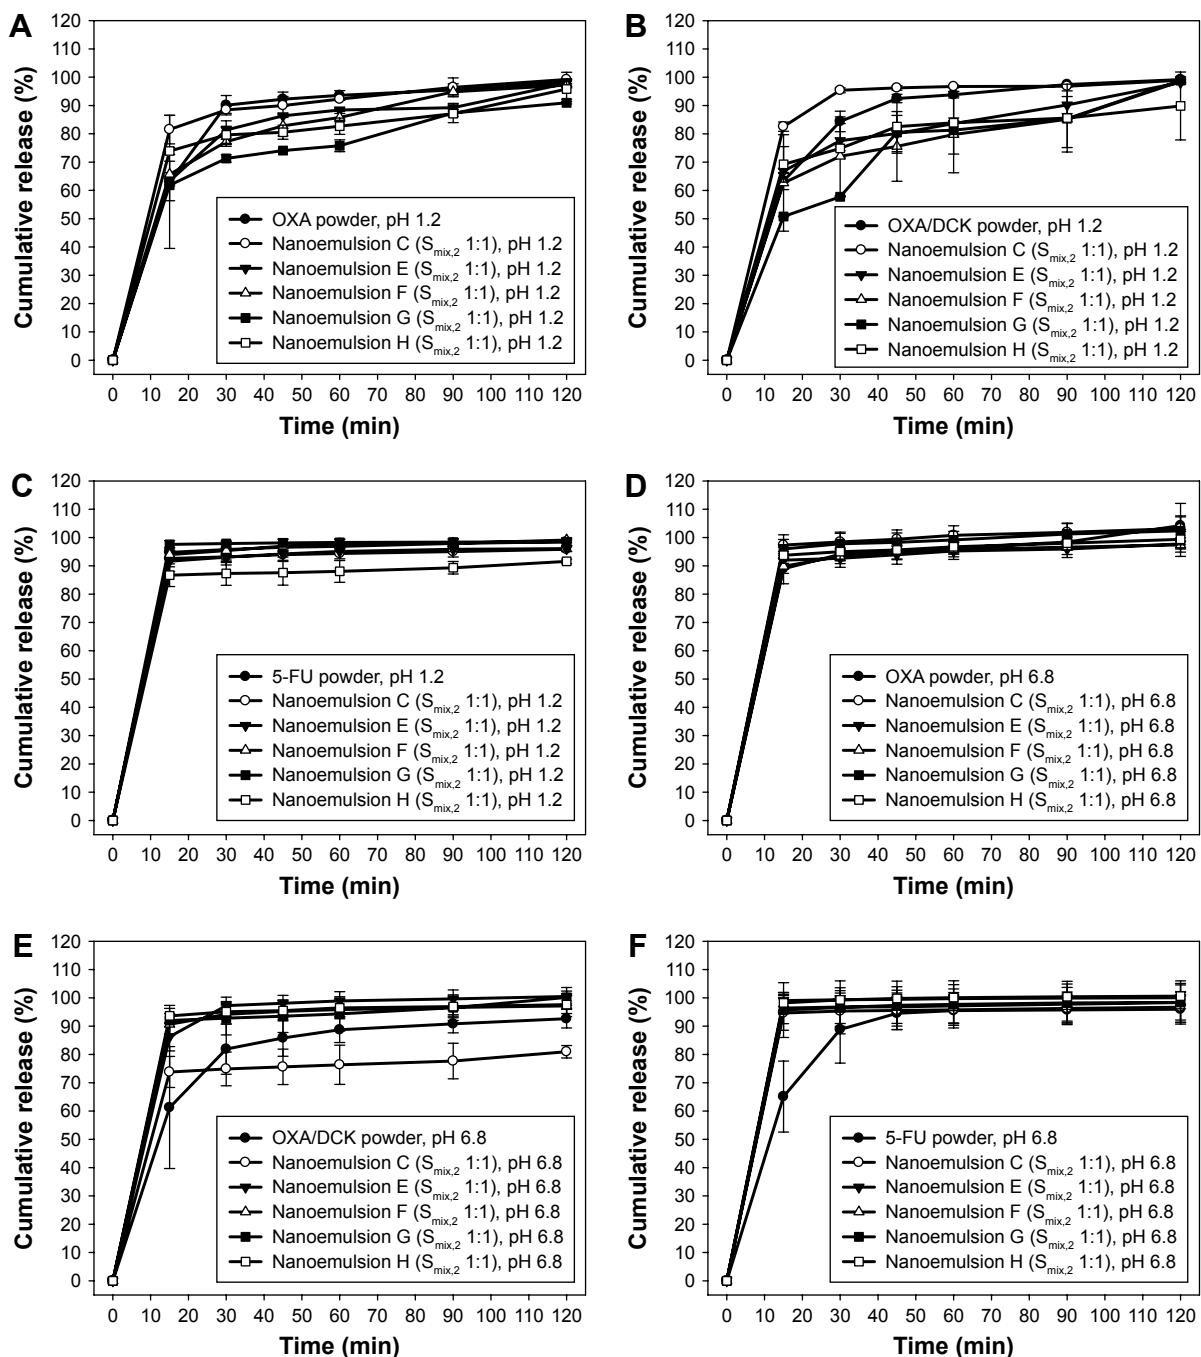 A
120
110
100
90
80
70
60
50
40
30
20
10
0
Cumulative release (%)
OXA powder, pH 1.2
Nanoemulsion C (Smix,2 1:1), pH 1.2
Nanoemulsion E (Smix,2 1:1), pH 1.2
Nanoemulsion F (Smix,2 1:1), pH 1.2
Nanoemulsion G (Smix,2 1:1), pH 1.2
Nanoemulsion H (Smix,2 1:1), pH 1.2
0 10 20 30 40 50 60 70 80 90 100 110 120
Time (min)
B
120
110
100
90
80
70
60
50
40
30
20
10
0
Cumulative release (%)
OXA/DCK powder, pH 1.2
Nanoemulsion C (Smix,2 1:1), pH 1.2
Nanoemulsion E (Smix,2 1:1), pH 1.2
Nanoemulsion F (Smix,2 1:1), pH 1.2
Nanoemulsion G (Smix,2 1:1), pH 1.2
Nanoemulsion H (Smix,2 1:1), pH 1.2
0 10 20 30 40 50 60 70 80 90 100 110 120
Time (min)
C
120
110
100
90
80
70
60
50
40
30
20
10
0
Cumulative release (%)
5-FU powder, pH 1.2
Nanoemulsion C (Smix,2 1:1), pH 1.2
Nanoemulsion E (Smix,2 1:1), pH 1.2
Nanoemulsion F (Smix,2 1:1), pH 1.2
Nanoemulsion G (Smix,2 1:1), pH 1.2
Nanoemulsion H (Smix,2 1:1), pH 1.2
0 10 20 30 40 50 60 70 80 90 100 110 120
Time (min)
D
120
110
100
90
80
70
60
50
40
30
20
10
0
Cumulative release (%)
OXA powder, pH 6.8
Nanoemulsion C (Smix,2 1:1), pH 6.8
Nanoemulsion E (Smix,2 1:1), pH 6.8
Nanoemulsion F (Smix,2 1:1), pH 6.8
Nanoemulsion G (Smix,2 1:1), pH 6.8
Nanoemulsion H (Smix,2 1:1), pH 6.8
0 10 20 30 40 50 60 70 80 90 100 110 120
Time (min)
E
120
110
100
90
80
70
60
50
40
30
20
10
0
Cumulative release (%)
OXA/DCK powder, pH 6.8
Nanoemulsion C (Smix,2 1:1), pH 6.8
Nanoemulsion E (Smix,2 1:1), pH 6.8
Nanoemulsion F (Smix,2 1:1), pH 6.8
Nanoemulsion G (Smix,2 1:1), pH 6.8
Nanoemulsion H (Smix,2 1:1), pH 6.8
0 10 20 30 40 50 60 70 80 90 100 110 120
Time (min)
F
120
110
100
90
80
70
60
50
40
30
20
10
0
Cumulative release (%)
5-FU powder, pH 6.8
Nanoemulsion C (Smix,2 1:1), pH 6.8
Nanoemulsion E (Smix,2 1:1), pH 6.8
Nanoemulsion F (Smix,2 1:1), pH 6.8
Nanoemulsion G (Smix,2 1:1), pH 6.8
Nanoemulsion H (Smix,2 1:1), pH 6.8
0 10 20 30 40 50 60 70 80 90 100 110 120
Time (min)